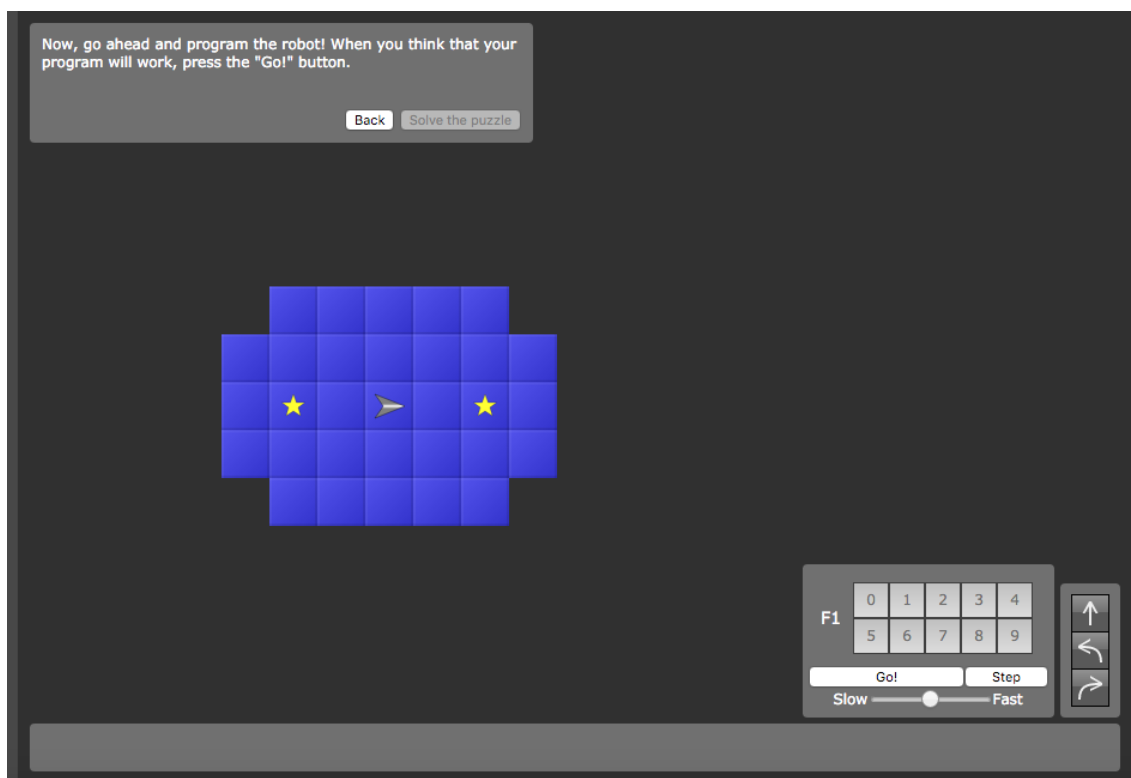 Now, go ahead and program the robot! When you think that your
program will work, press the "Go!" button.
Back Solve the puzzle
F1 0 1 2 3 4
5 6 7 8 9
Go! Step
Slow Fast